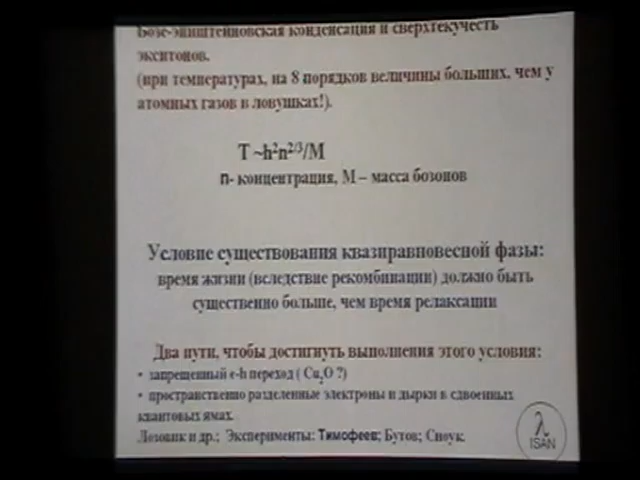 Бозе-эйнштейновская конденсация и сверхтекучесть
экситонов.
(при температурах, на 8 порядков величины больших, чем у
атомных газов в ловушках!).
T ~h²n²ᐟ³/M
n- концентрация, M – масса бозонов
Условие существования квазиравновесной фазы:
время жизни (вследствие рекомбинации) должно быть
существенно больше, чем время релаксации
Два пути, чтобы достигнуть выполнения этого условия:
• запрещенный e-h переход ( Cu₂O ?)
• пространственно разделенные электроны и дырки в сдвоенных
квантовых ямах.
Лозовик и др.; Эксперименты: Тимофеев; Бутов; Сноук.
λ
ISAN